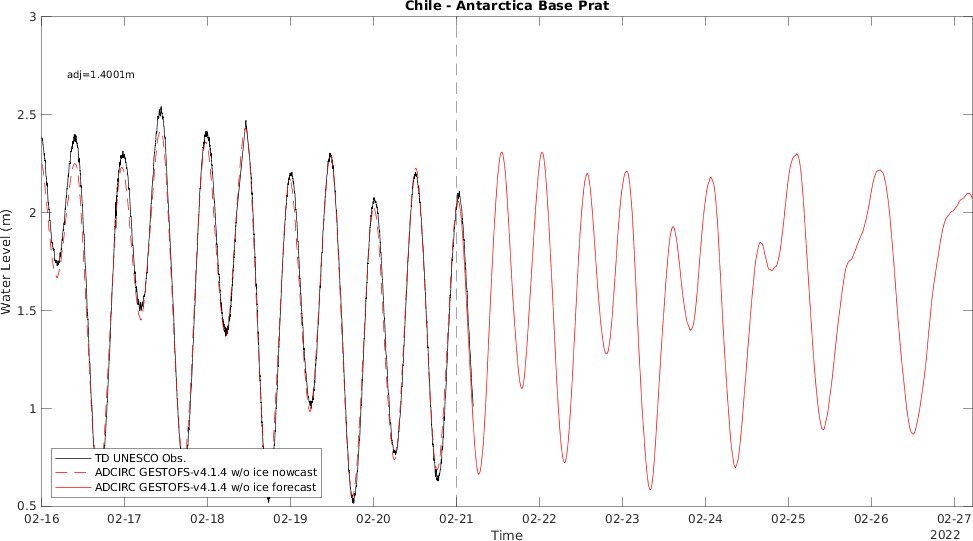 Chile - Antarctica Base Prat
adj=1.4001m
3
2.5
2
1.5
1
0.5
Water Level (m)
TD UNESCO Obs.
ADCIRC GESTOFS-v4.1.4 w/o ice nowcast
ADCIRC GESTOFS-v4.1.4 w/o ice forecast
02-16 02-17 02-18 02-19 02-20 02-21 02-22 02-23 02-24 02-25 02-26 02-27
Time
2022